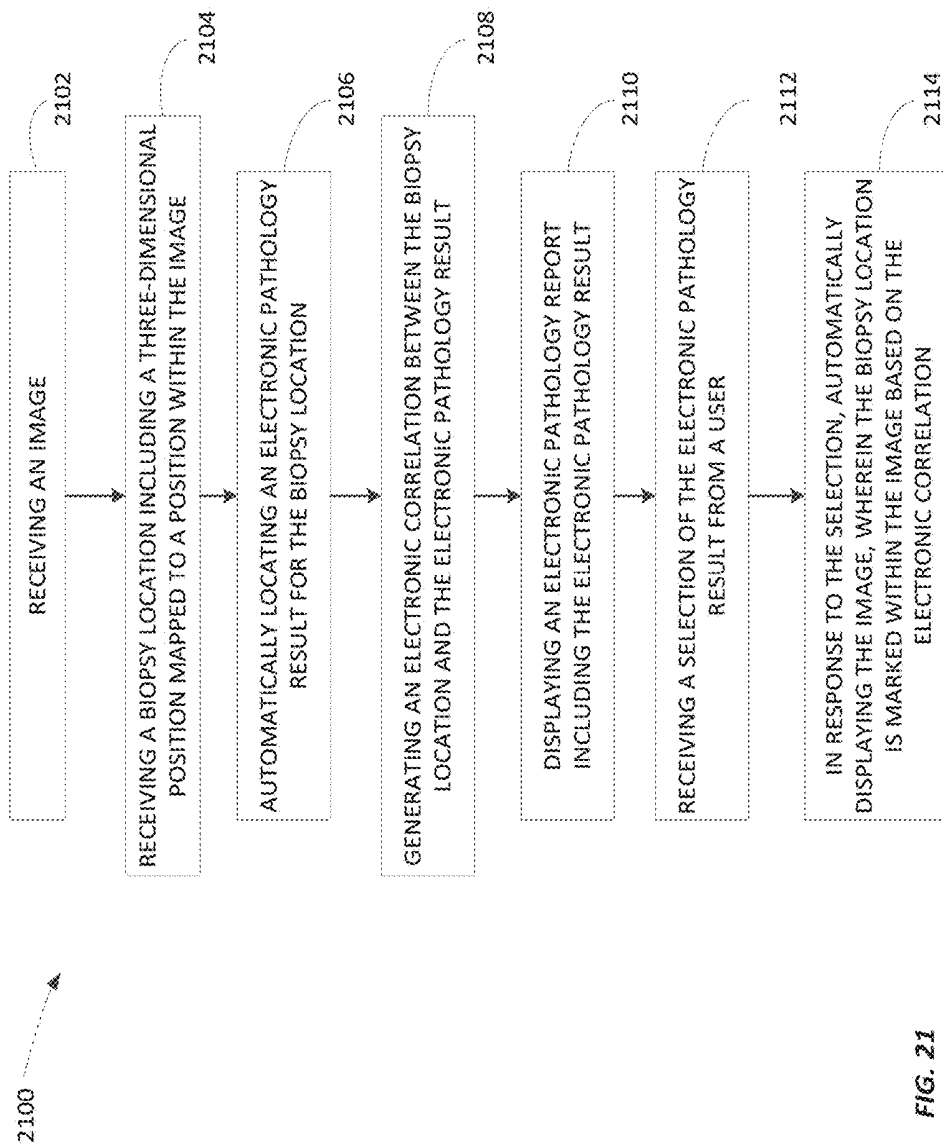 2100
RECEIVING AN IMAGE
2102
RECEIVING A BIOPSY LOCATION INCLUDING A THREE-DIMENSIONAL
POSITION MAPPED TO A POSITION WITHIN THE IMAGE
2104
AUTOMATICALLY LOCATING AN ELECTRONIC PATHOLOGY
RESULT FOR THE BIOPSY LOCATION
2106
GENERATING AN ELECTRONIC CORRELATION BETWEEN THE BIOPSY
LOCATION AND THE ELECTRONIC PATHOLOGY RESULT
2108
DISPLAYING AN ELECTRONIC PATHOLOGY REPORT
INCLUDING THE ELECTRONIC PATHOLOGY RESULT
2110
RECEIVING A SELECTION OF THE ELECTRONIC PATHOLOGY
RESULT FROM A USER
2112
IN RESPONSE TO THE SELECTION, AUTOMATICALLY
DISPLAYING THE IMAGE, WHEREIN THE BIOPSY LOCATION
IS MARKED WITHIN THE IMAGE BASED ON THE
ELECTRONIC CORRELATION
2114
FIG. 21